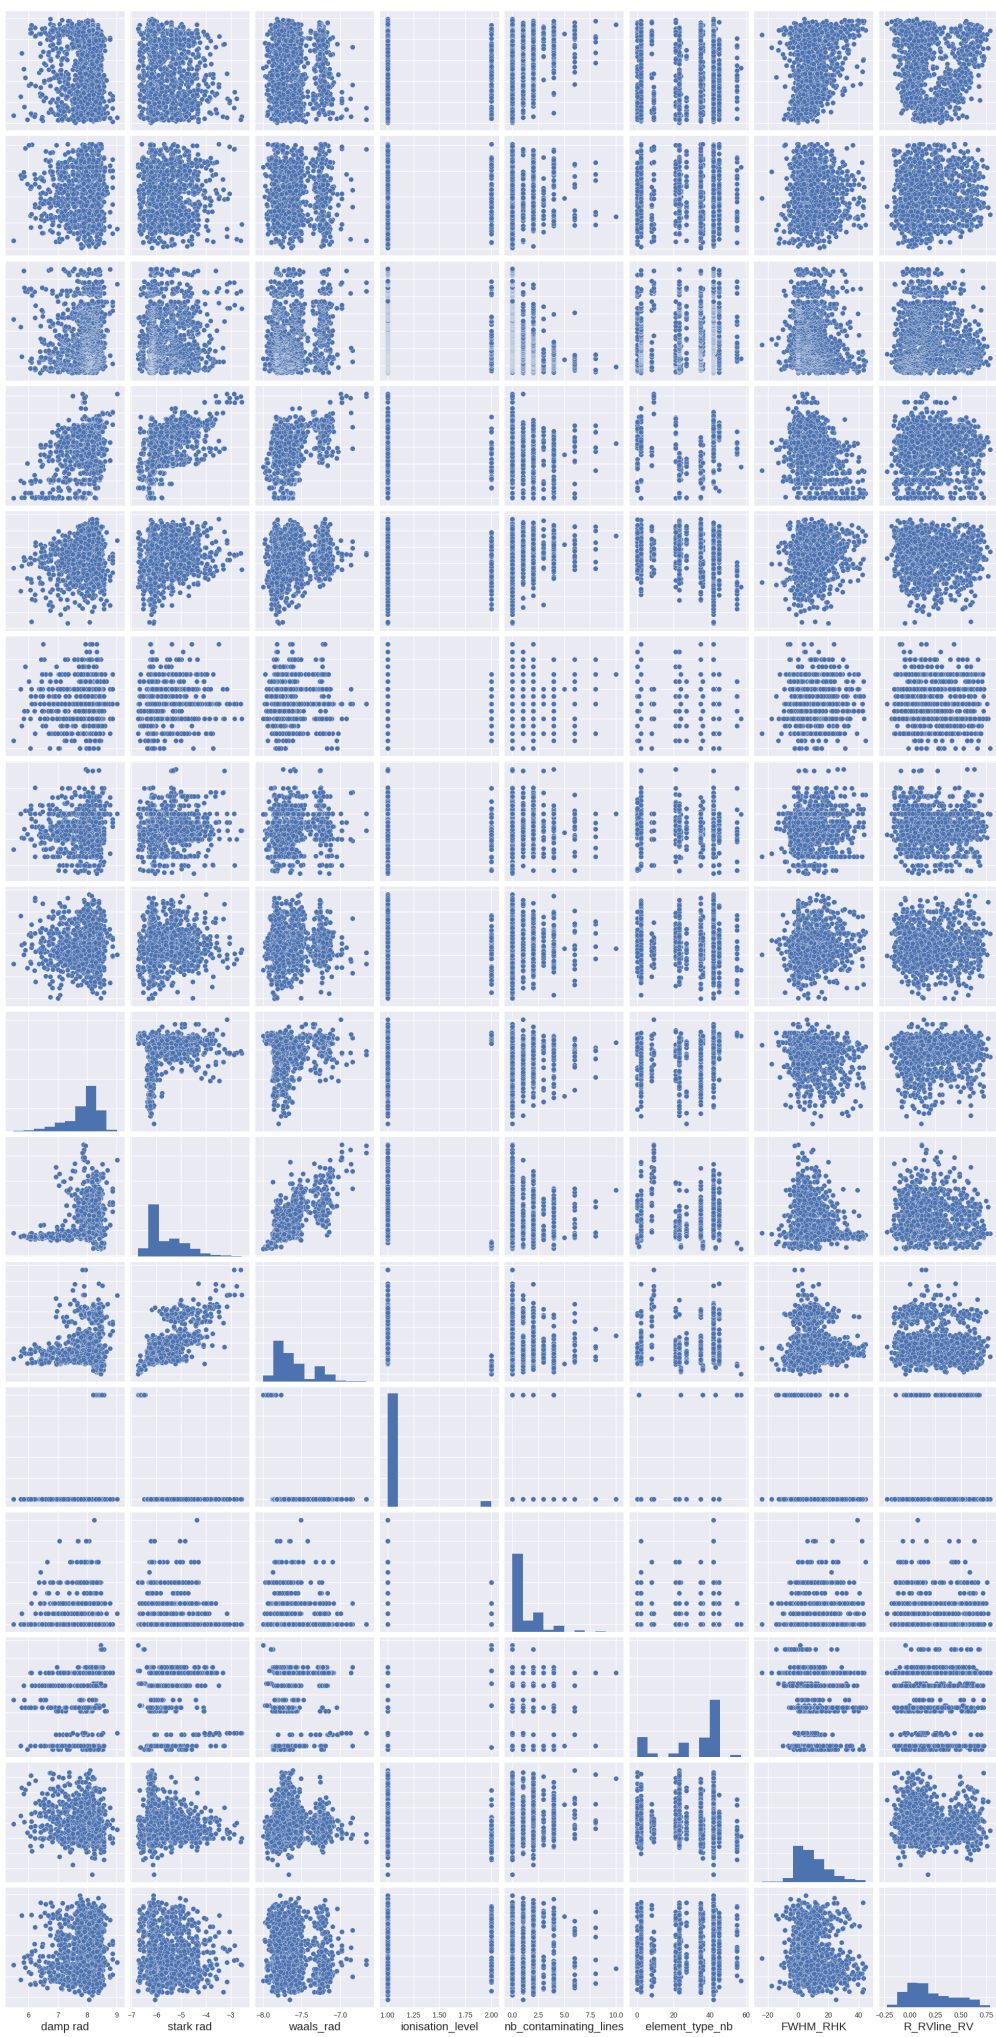 6 7 8 9 −7 −6 −5 −4 −3 −8.0 −7.5 −7.0 1.00 1.25 1.50 1.75 2.00 0.0 2.5 5.0 7.5 10.0 0 20 40 60 −20 0 20 40 −0.25 0.00 0.25 0.50 0.75
damp rad stark rad waals_rad ionisation_level nb_contaminating_lines element_type_nb FWHM_RHK R_RVline_RV